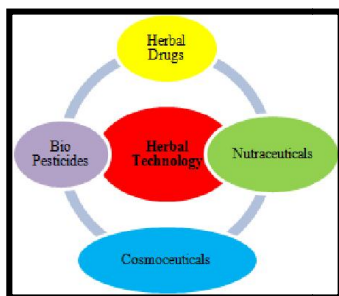 Herbal
Drugs
Bio
Pesticides
Herbal
Technology
Nutraceuticals
Cosmoceuticals